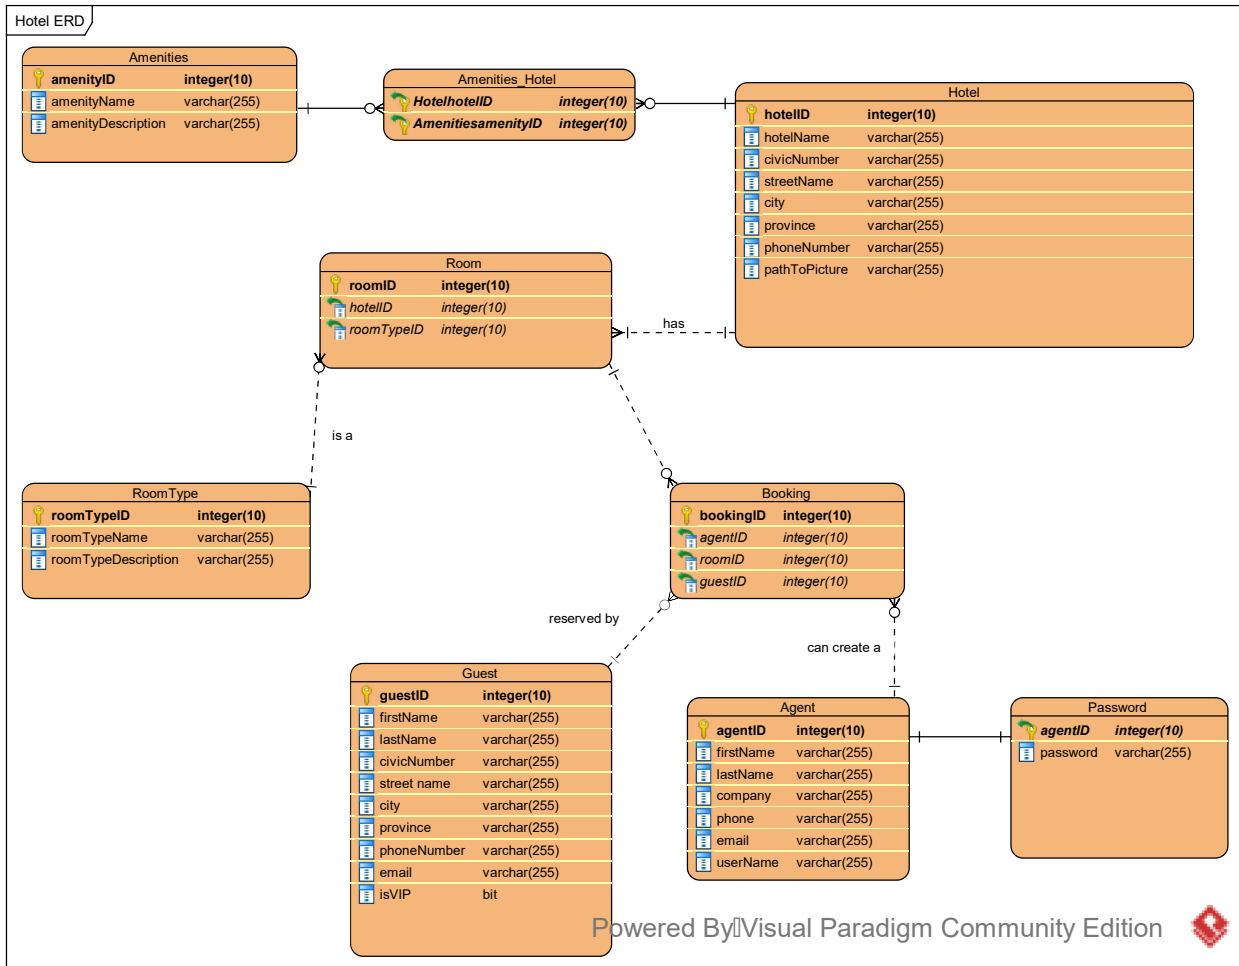 Hotel ERD
Amenities
amenityID integer(10)
amenityName varchar(255)
amenityDescription varchar(255)
Amenities_Hotel
HotelhotelID integer(10)
AmenitiesamenityID integer(10)
Hotel
hotelID integer(10)
hotelName varchar(255)
civicNumber varchar(255)
streetName varchar(255)
city varchar(255)
province varchar(255)
phoneNumber varchar(255)
pathToPicture varchar(255)
Room
roomID integer(10)
hotelID integer(10)
roomTypeID integer(10)
has
is a
RoomType
roomTypeID integer(10)
roomTypeName varchar(255)
roomTypeDescription varchar(255)
Booking
bookingID integer(10)
agentID integer(10)
roomID integer(10)
guestID integer(10)
reserved by
can create a
Guest
guestID integer(10)
firstName varchar(255)
lastName varchar(255)
civicNumber varchar(255)
street name varchar(255)
city varchar(255)
province varchar(255)
phoneNumber varchar(255)
email varchar(255)
isVIP bit
Agent
agentID integer(10)
firstName varchar(255)
lastName varchar(255)
company varchar(255)
phone varchar(255)
email varchar(255)
userName varchar(255)
Password
agentID integer(10)
password varchar(255)
Powered By Visual Paradigm Community Edition